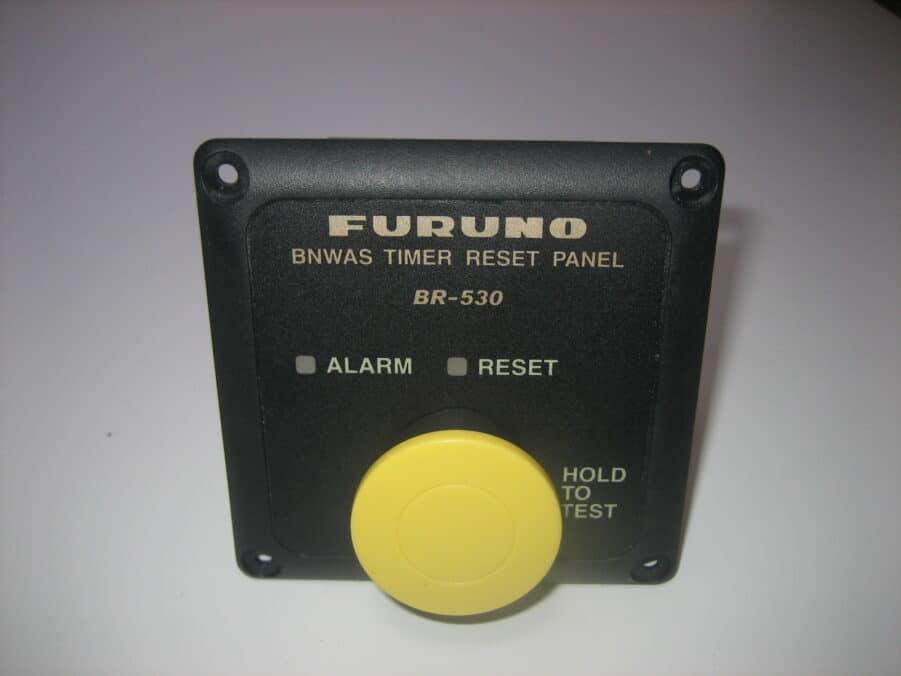 FURUNO
BNWAS TIMER RESET PANEL
BR-530
ALARM RESET
HOLD
TO
TEST